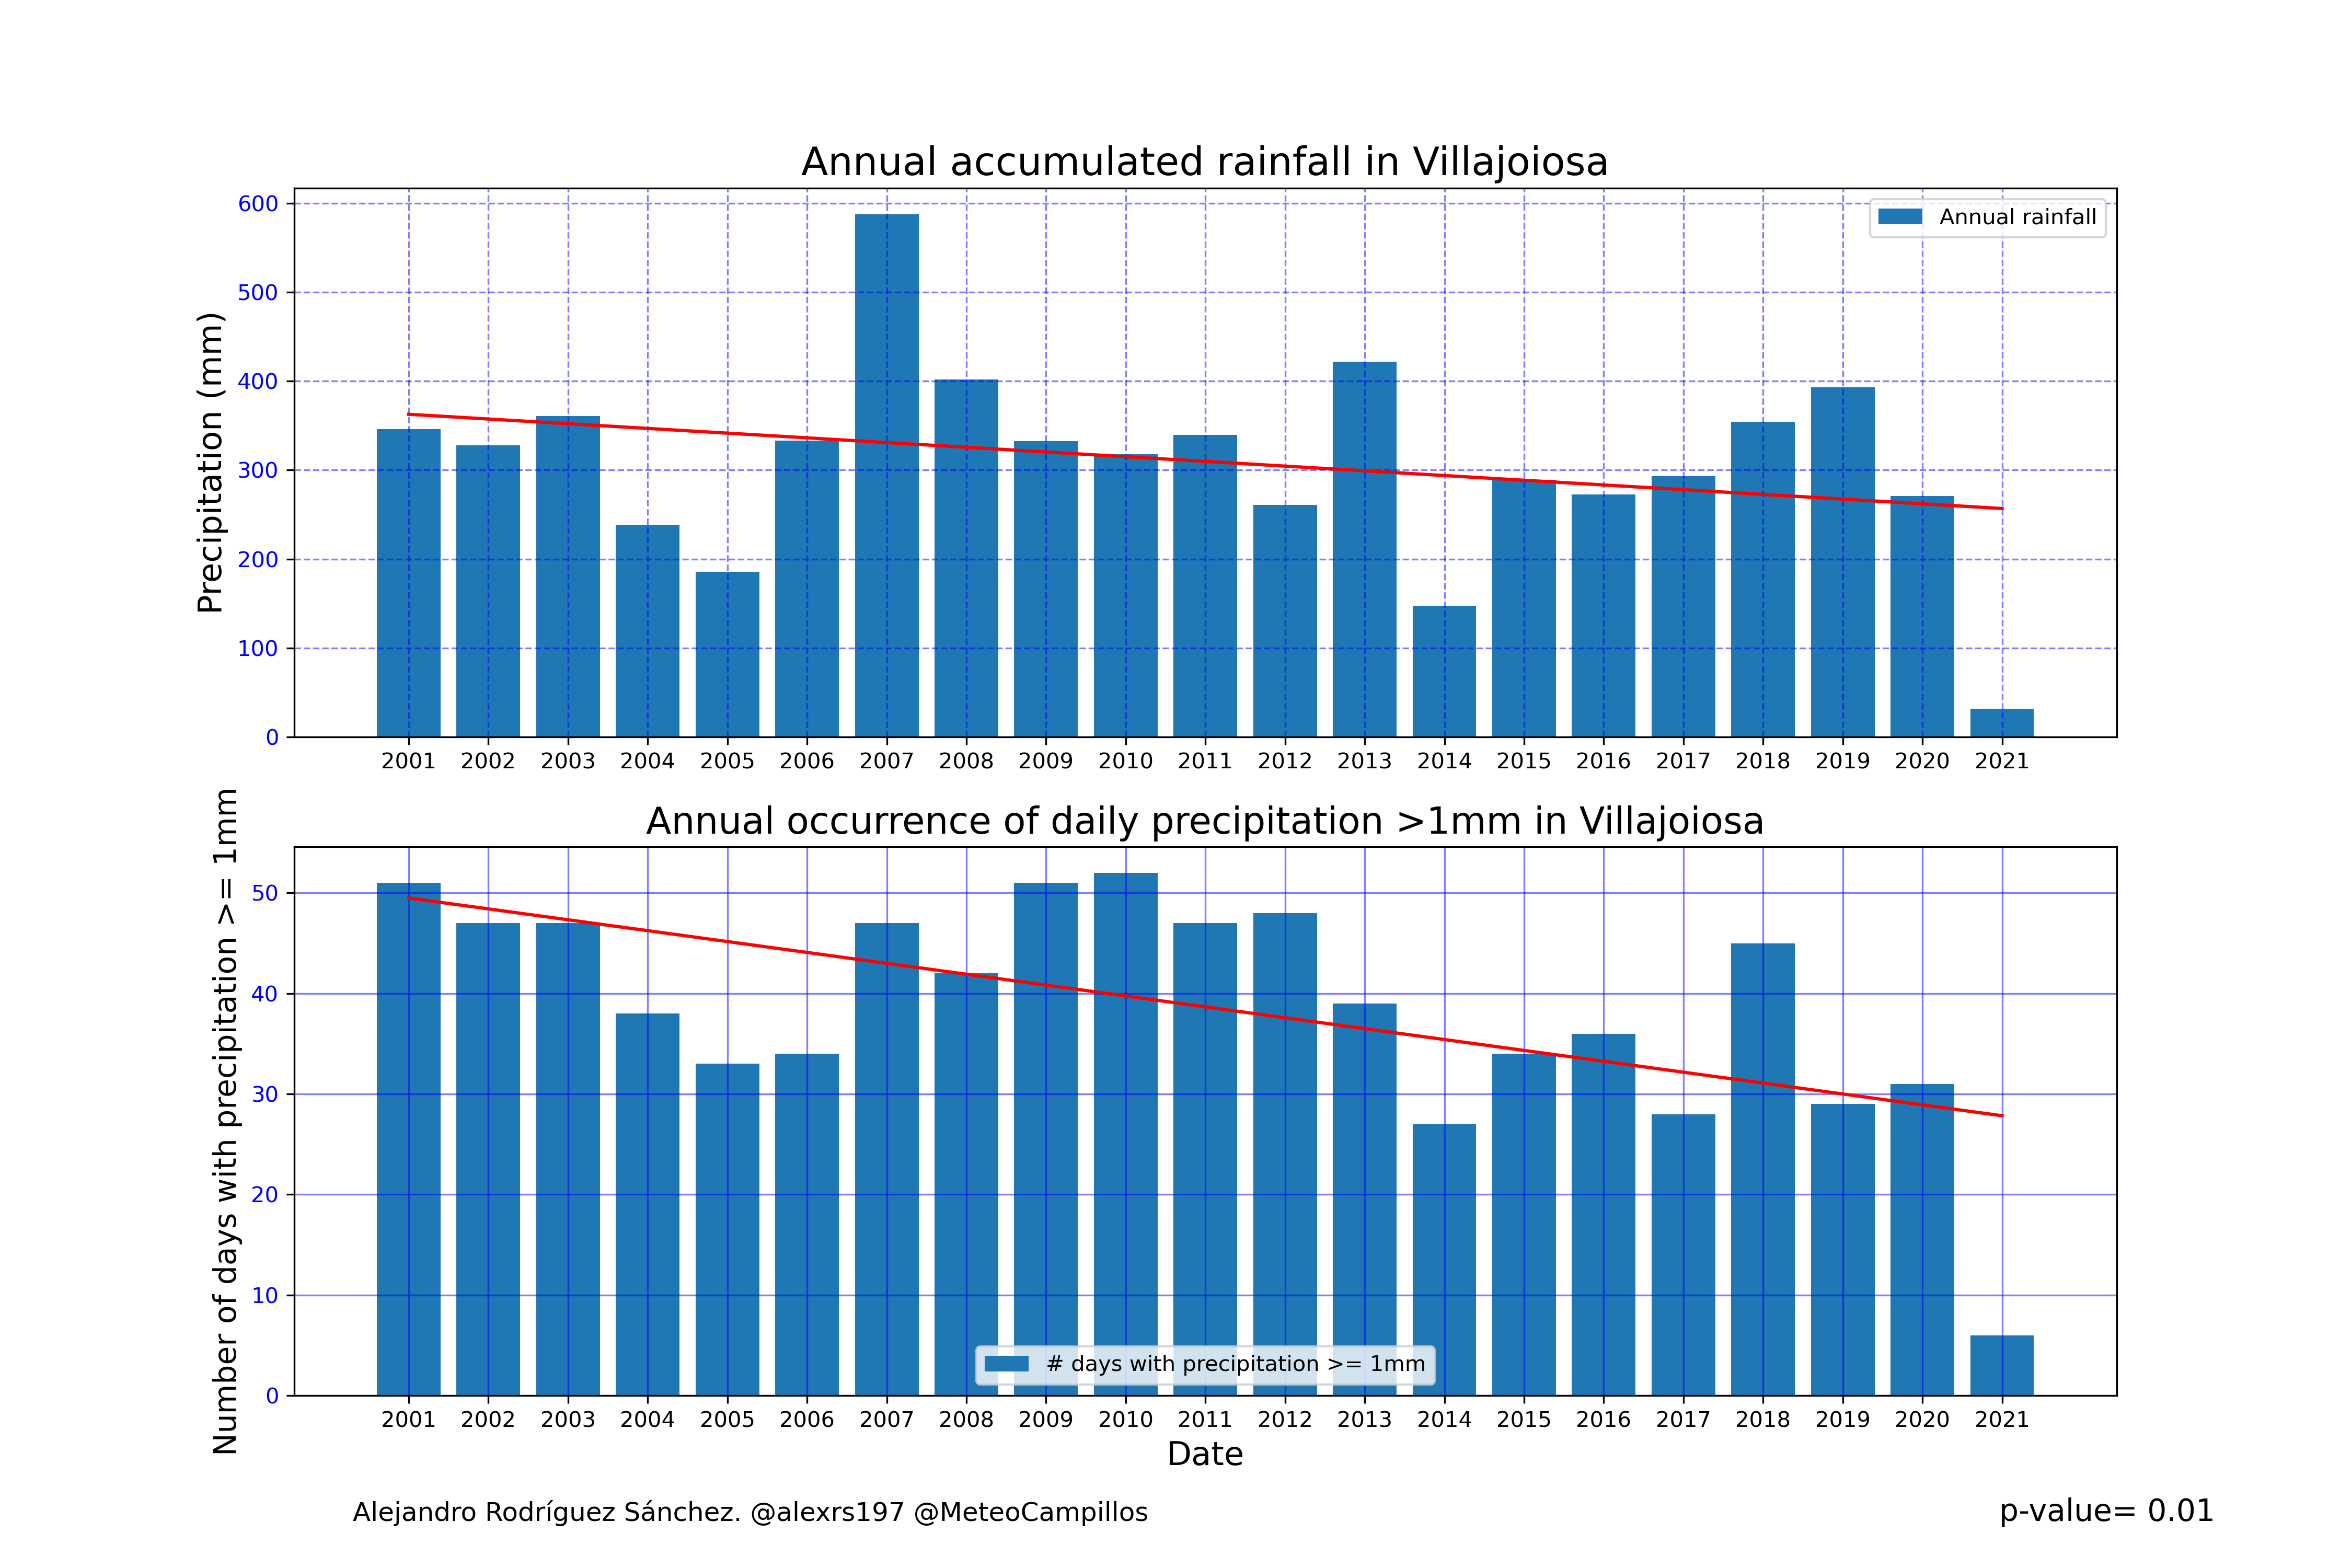 Annual accumulated rainfall in Villajoiosa
Precipitation (mm)
600
500
400
300
200
100
0
Annual rainfall
2001 2002 2003 2004 2005 2006 2007 2008 2009 2010 2011 2012 2013 2014 2015 2016 2017 2018 2019 2020 2021
Annual occurrence of daily precipitation >1mm in Villajoiosa
Number of days with precipitation >= 1mm
50
40
30
20
10
0
# days with precipitation >= 1mm
2001 2002 2003 2004 2005 2006 2007 2008 2009 2010 2011 2012 2013 2014 2015 2016 2017 2018 2019 2020 2021
Date
Alejandro Rodríguez Sánchez. @alexrs197 @MeteoCampillos
p-value= 0.01